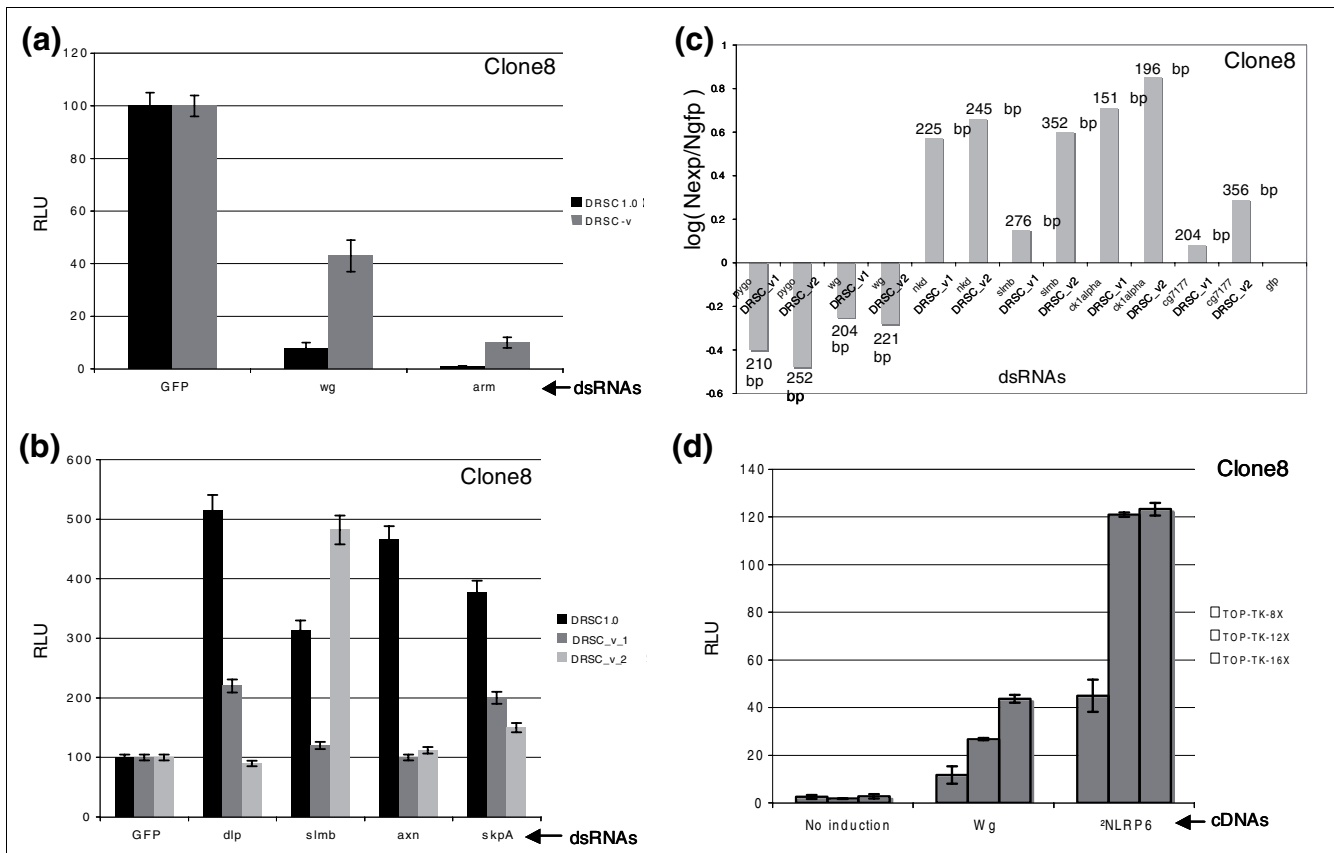 (a)
Clone8
120
100
80
60
40
20
0
RLU
GFP
wg
arm
dsRNAs
DRSC1.0
DRSC-v
(b)
Clone8
600
500
400
300
200
100
0
RLU
GFP
dlp
slmb
axn
skpA
dsRNAs
DRSC1.0
DRSC_v_1
DRSC_v_2
(c)
Clone8
1
0.8
0.6
0.4
0.2
0
-0.2
-0.4
-0.6
log(Nexp/Ngfp)
225 bp
245 bp
276 bp
352 bp
151 bp
196 bp
204 bp
356 bp
210 bp
252 bp
204 bp
221 bp
pygo DRSC_v1
pygo DRSC_v2
wg DRSC_v1
wg DRSC_v2
nkd DRSC_v1
nkd DRSC_v2
slmb DRSC_v1
slmb DRSC_v2
ck1alpha DRSC_v1
ck1alpha DRSC_v2
cg7177 DRSC_v1
cg7177 DRSC_v2
gfp
dsRNAs
(d)
Clone8
140
120
100
80
60
40
20
0
RLU
No induction
Wg
²NLRP6
cDNAs
TOP-TK-8X
TOP-TK-12X
TOP-TK-16X